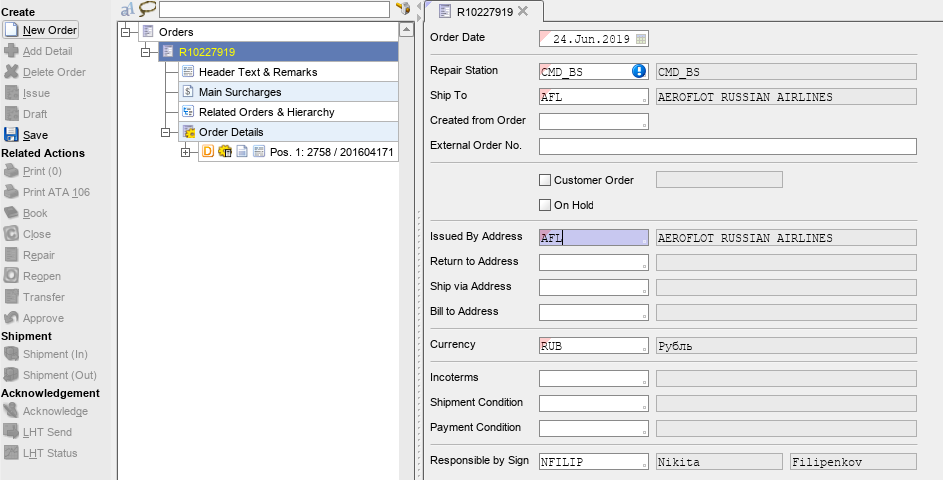 Create
New Order
Add Detail
Delete Order
Issue
Draft
Save
Related Actions
Print (0)
Print ATA 106
Book
Close
Repair
Reopen
Transfer
Approve
Shipment
Shipment (In)
Shipment (Out)
Acknowledgement
Acknowledge
LHT Send
LHT Status
Orders
R10227919
Header Text & Remarks
Main Surcharges
Related Orders & Hierarchy
Order Details
Pos. 1: 2758 / 201604171
R10227919
Order Date 24.Jun.2019
Repair Station CMD_BS CMD_BS
Ship To AFL AEROFLOT RUSSIAN AIRLINES
Created from Order
External Order No.
Customer Order
On Hold
Issued By Address AFL AEROFLOT RUSSIAN AIRLINES
Return to Address
Ship via Address
Bill to Address
Currency RUB Рубль
Incoterms
Shipment Condition
Payment Condition
Responsible by Sign NFILIP Nikita Filipenkov